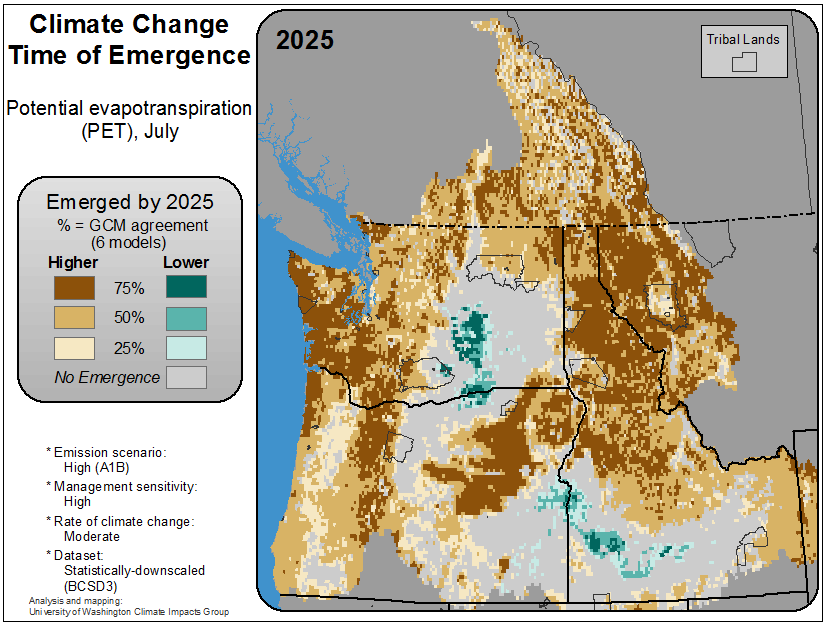 Climate Change
Time of Emergence
Potential evapotranspiration
(PET), July
Emerged by 2025
% = GCM agreement
(6 models)
Higher Lower
75%
50%
25%
No Emergence
* Emission scenario:
High (A1B)
* Management sensitivity:
High
* Rate of climate change:
Moderate
* Dataset:
Statistically-downscaled
(BCSD3)
Analysis and mapping:
University of Washington Climate Impacts Group
2025
Tribal Lands